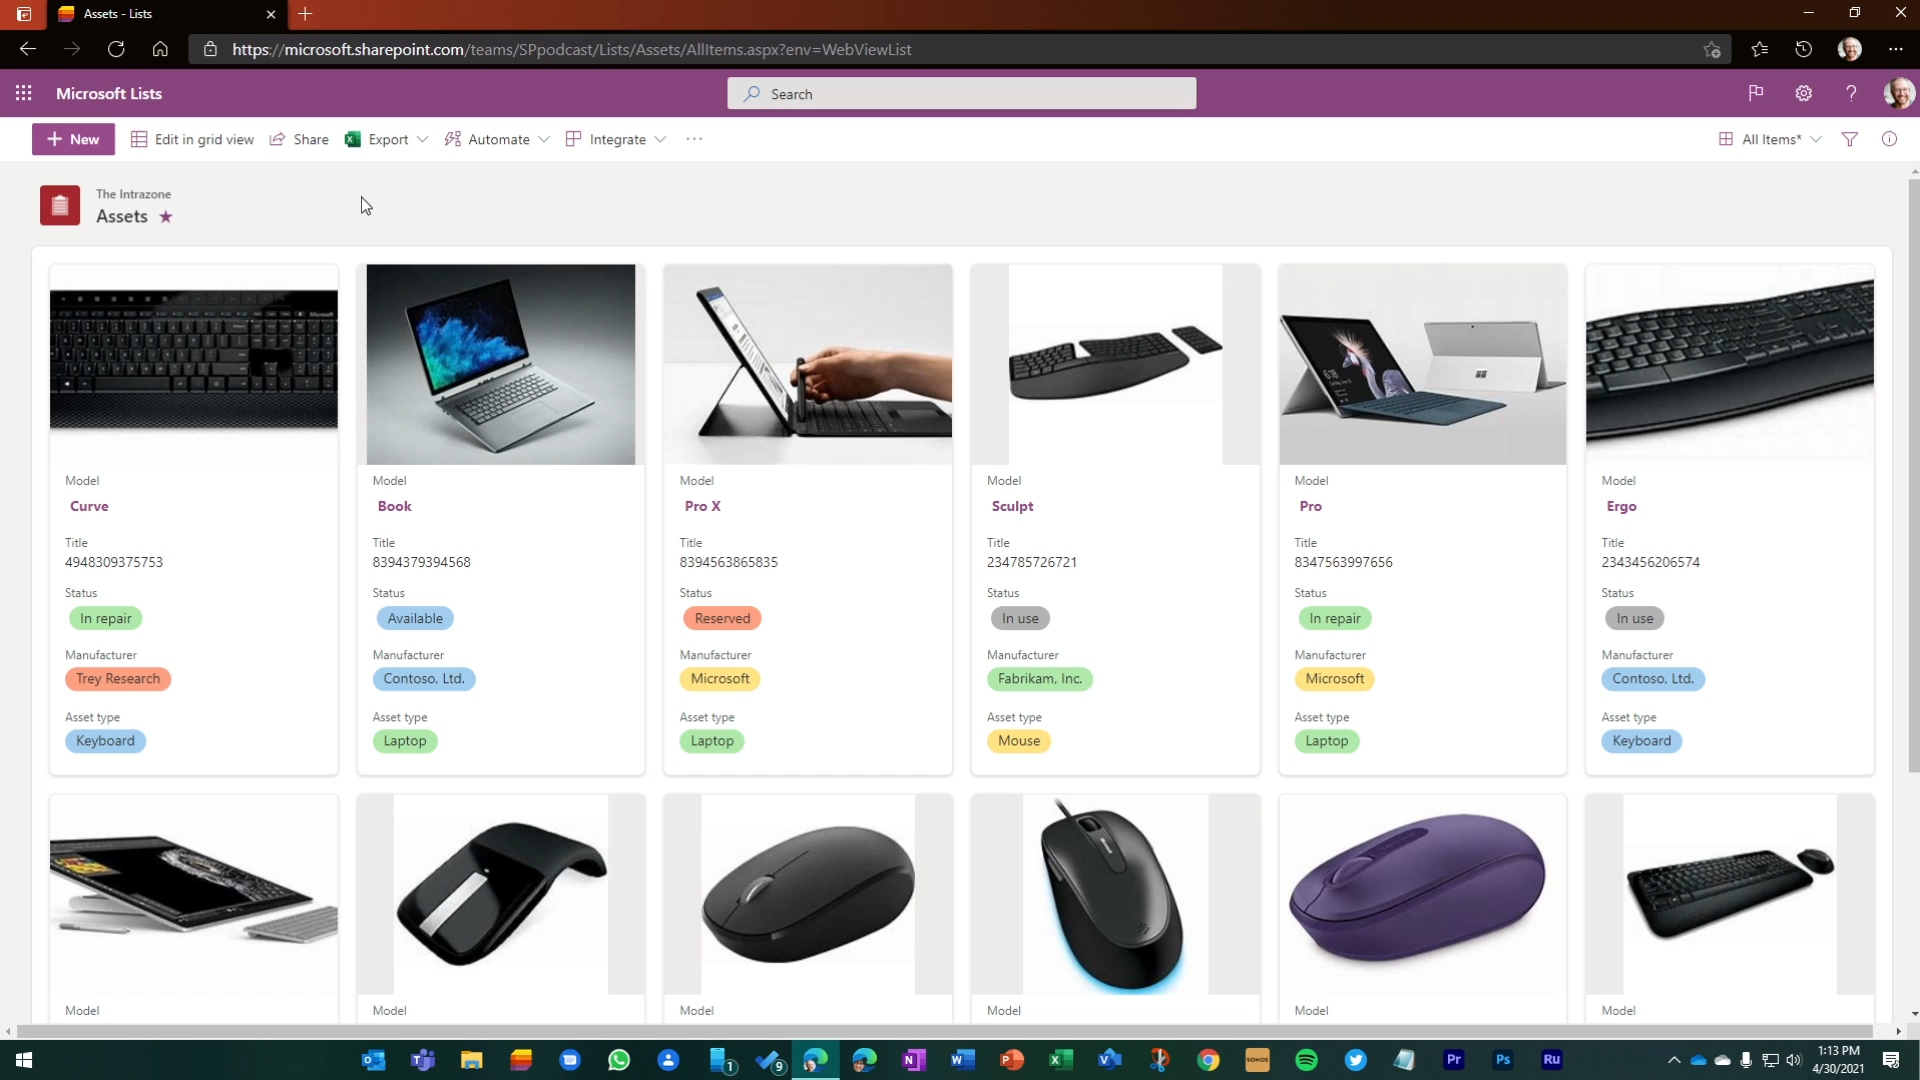 Assets - Lists
https://microsoft.sharepoint.com/teams/SPpodcast/Lists/Assets/AllItems.aspx?env=WebViewList
Microsoft Lists
Search
New
Edit in grid view
Share
Export
Automate
Integrate
All Items*
The Intrazone
Assets
Model
Curve
Title
4948309375753
Status
In repair
Manufacturer
Trey Research
Asset type
Keyboard
Model
Book
Title
8394379394568
Status
Available
Manufacturer
Contoso, Ltd.
Asset type
Laptop
Model
Pro X
Title
8394563865835
Status
Reserved
Manufacturer
Microsoft
Asset type
Laptop
Model
Sculpt
Title
234785726721
Status
In use
Manufacturer
Fabrikam, Inc.
Asset type
Mouse
Model
Pro
Title
8347563997656
Status
In repair
Manufacturer
Microsoft
Asset type
Laptop
Model
Ergo
Title
2343456206574
Status
In use
Manufacturer
Contoso, Ltd.
Asset type
Keyboard
Model
Model
Model
Model
Model
Model
1
9
SONOS
Pr
Ps
Ru
1:13 PM
4/30/2021